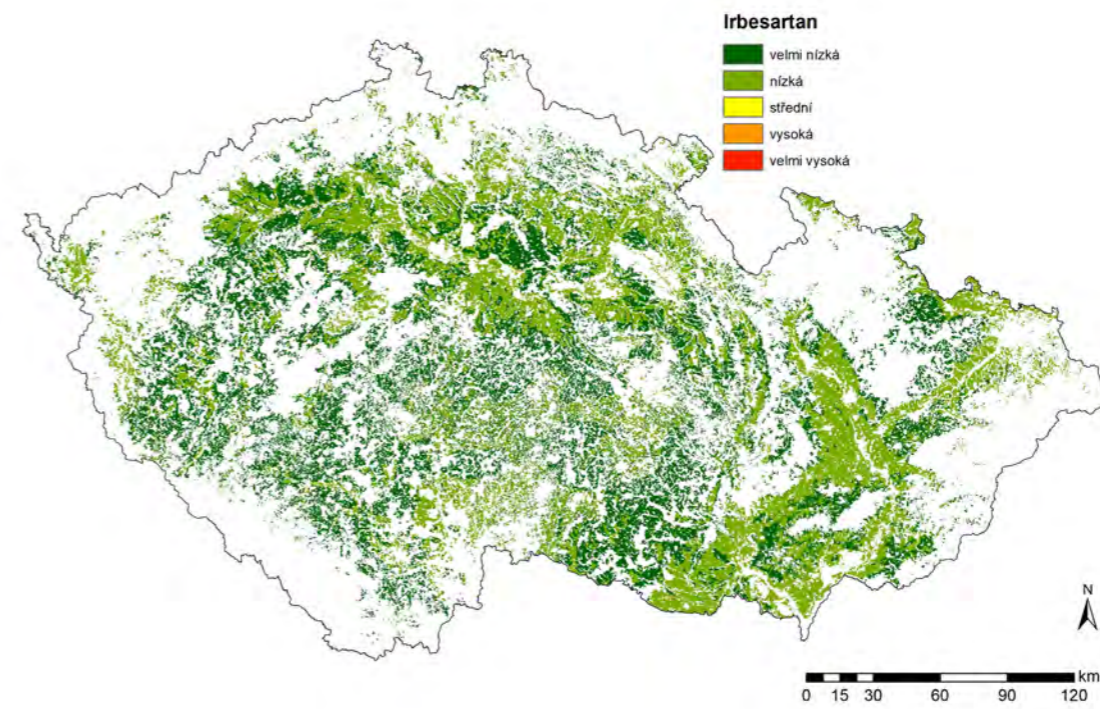 Irbesartan
velmi nízká
nízká
střední
vysoká
velmi vysoká
N
km
0 15 30 60 90 120